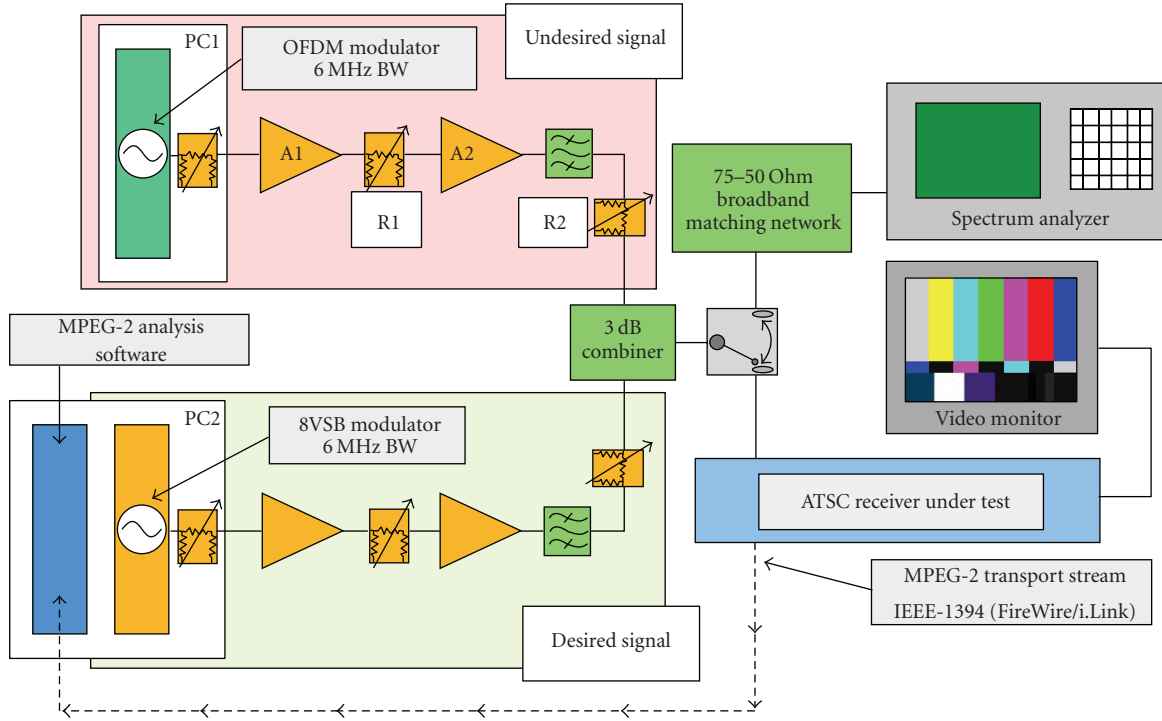 PC1
OFDM modulator
6 MHz BW
Undesired signal
A1
A2
R1
R2
75–50 Ohm
broadband
matching network
Spectrum analyzer
3 dB
combiner
Video monitor
MPEG-2 analysis
software
PC2
8VSB modulator
6 MHz BW
ATSC receiver under test
MPEG-2 transport stream
IEEE-1394 (FireWire/i.Link)
Desired signal